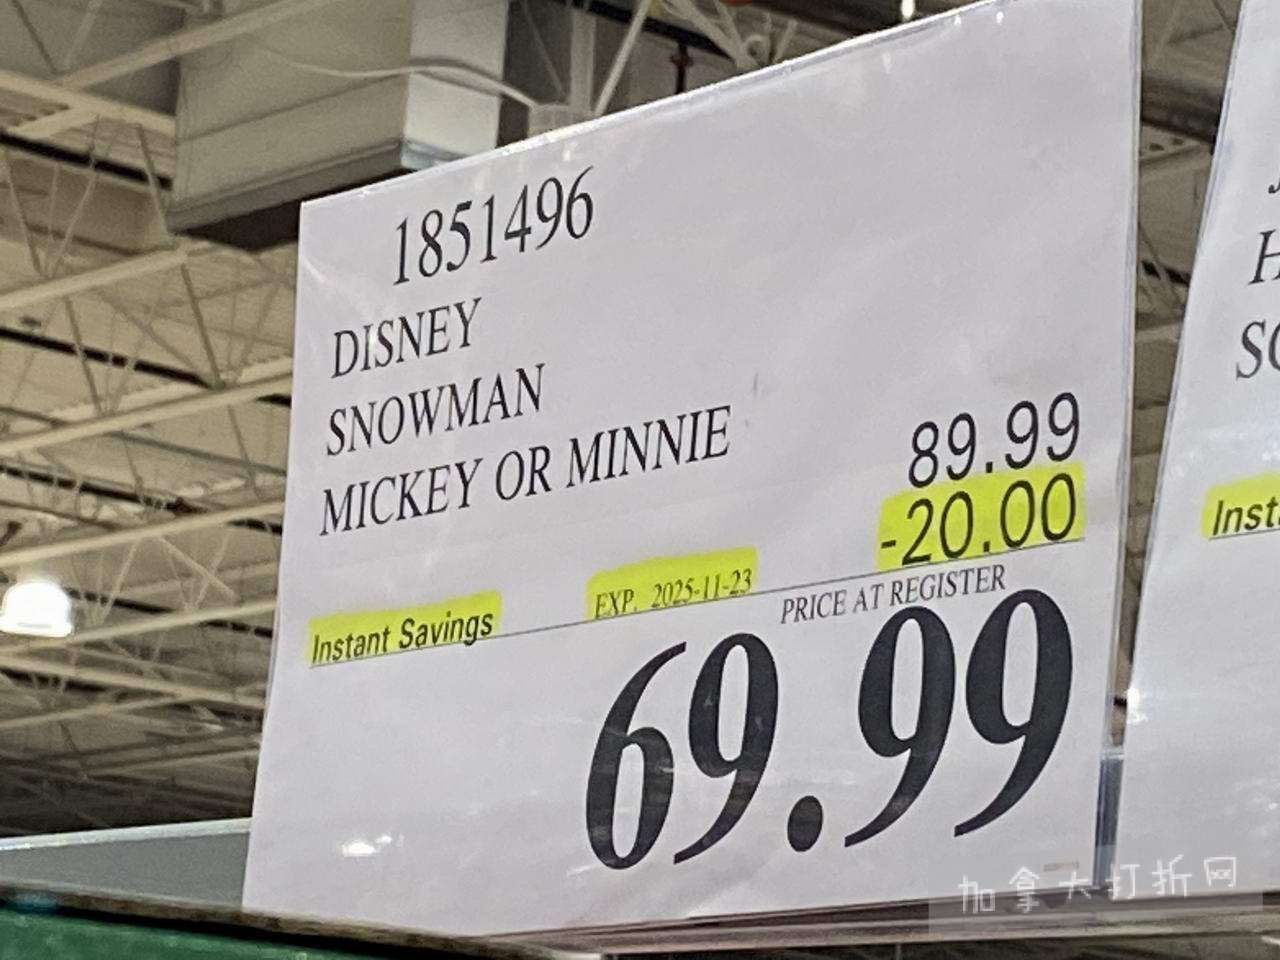 1851496
DISNEY
SNOWMAN
MICKEY OR MINNIE
89.99
-20.00
Instant Savings
EXP. 2025-11-23
PRICE AT REGISTER
69.99
H
Inst
加拿大打折网